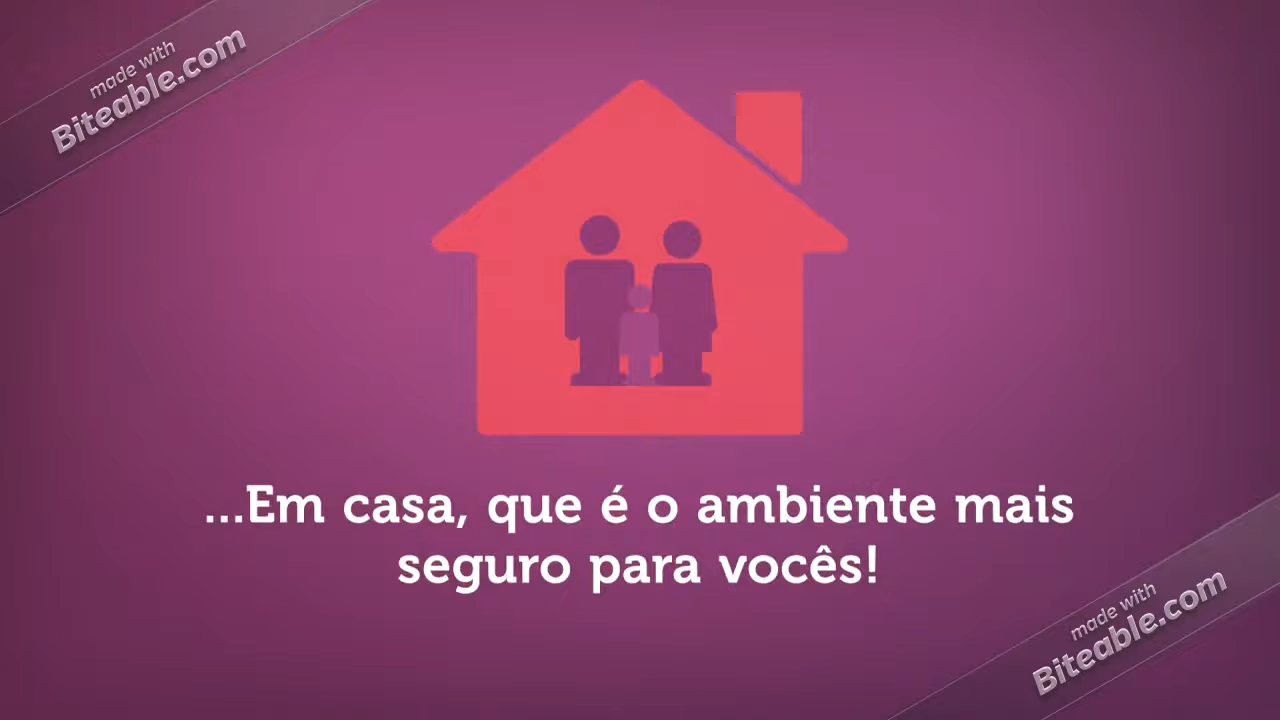 made with
Biteable.com
...Em casa, que é o ambiente mais
seguro para vocês!
made with
Biteable.com